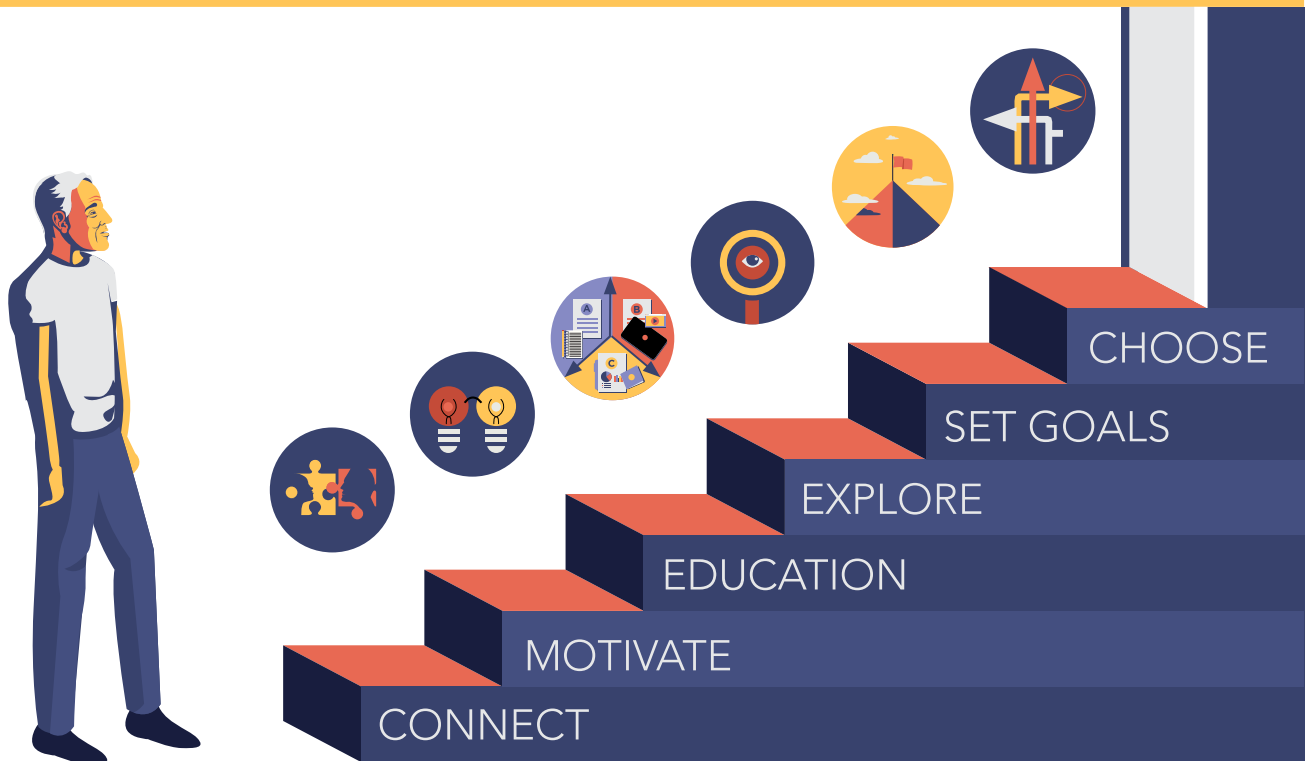 CHOOSE
SET GOALS
EXPLORE
EDUCATION
MOTIVATE
CONNECT
A
B
C